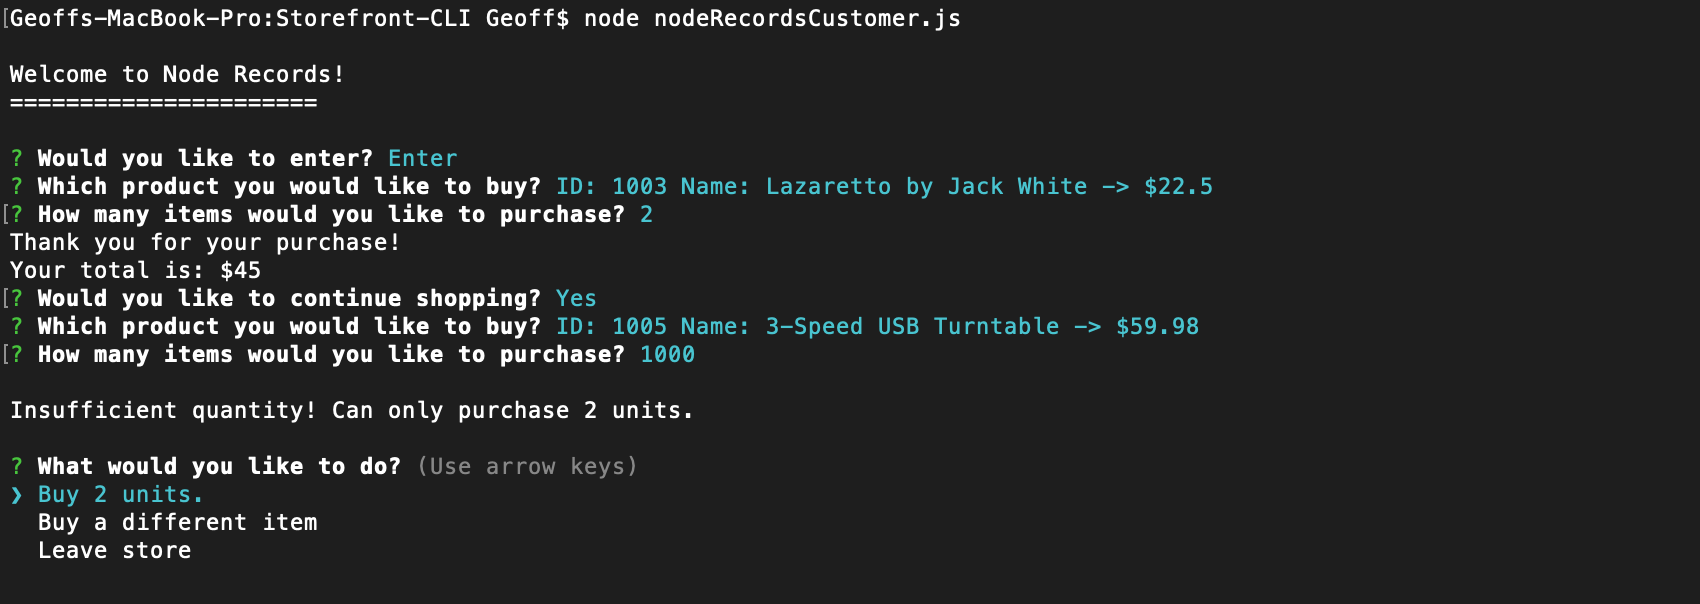 [Geoffs-MacBook-Pro:Storefront-CLI Geoff$ node nodeRecordsCustomer.js
Welcome to Node Records!
======================
? Would you like to enter? Enter
? Which product you would like to buy? ID: 1003 Name: Lazaretto by Jack White -> $22.5
[? How many items would you like to purchase? 2
Thank you for your purchase!
Your total is: $45
[? Would you like to continue shopping? Yes
? Which product you would like to buy? ID: 1005 Name: 3-Speed USB Turntable -> $59.98
[? How many items would you like to purchase? 1000
Insufficient quantity! Can only purchase 2 units.
? What would you like to do? (Use arrow keys)
❯ Buy 2 units.
Buy a different item
Leave store